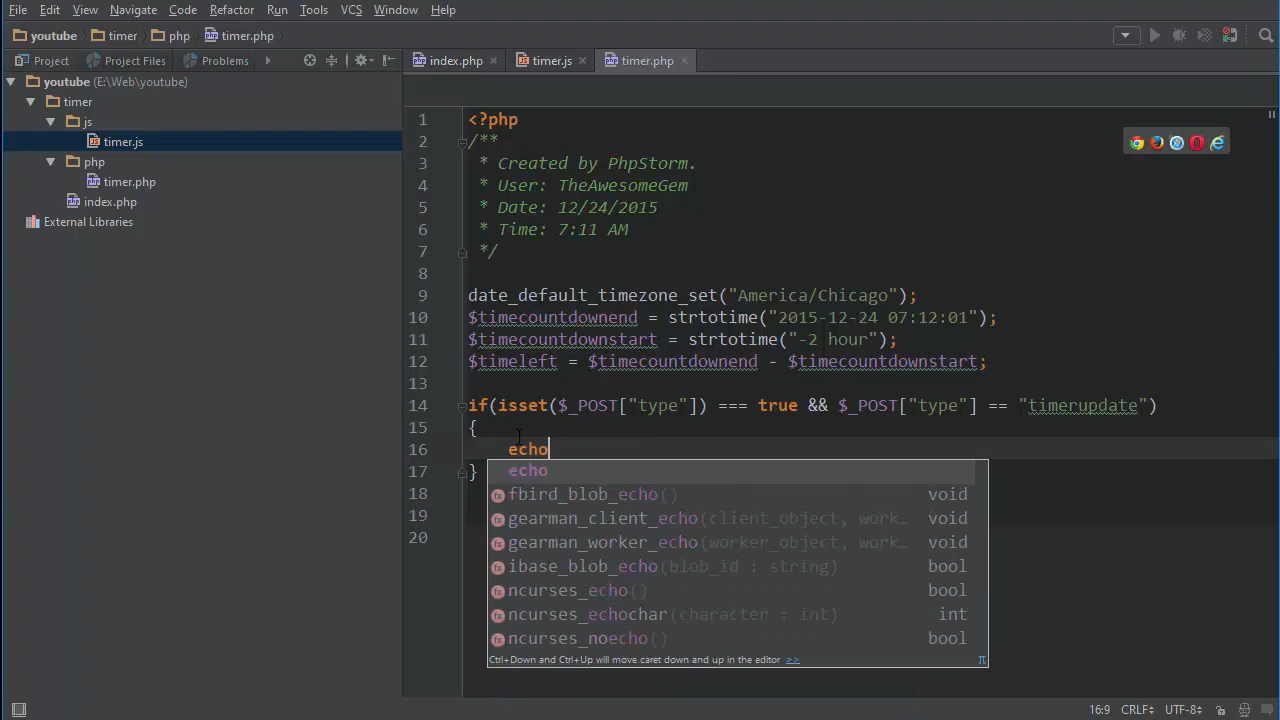 File Edit View Navigate Code Refactor Run Tools VCS Window Help
youtube timer php timer.php
Project Project Files Problems
index.php timer.js timer.php
youtube (E:\Web\youtube)
timer
js
timer.js
php
timer.php
index.php
External Libraries
1 <?php
2 /**
3 * Created by PhpStorm.
4 * User: TheAwesomeGem
5 * Date: 12/24/2015
6 * Time: 7:11 AM
7 */
8
9 date_default_timezone_set("America/Chicago");
10 $timecountdownend = strtotime("2015-12-24 07:12:01");
11 $timecountdownstart = strtotime("-2 hour");
12 $timeleft = $timecountdownend - $timecountdownstart;
13
14 if(isset($_POST["type"]) === true && $_POST["type"] == "timerupdate")
15 {
16 echo
17 }
18
19
20
echo
fbird_blob_echo() void
gearman_client_echo(client_object, work… void
gearman_worker_echo(worker_object, work… void
ibase_blob_echo(blob_id : string) bool
ncurses_echo() bool
ncurses_echochar(character : int) int
ncurses_noecho() bool
Ctrl+Down and Ctrl+Up will move caret down and up in the editor >> π
16:9 CRLF UTF-8